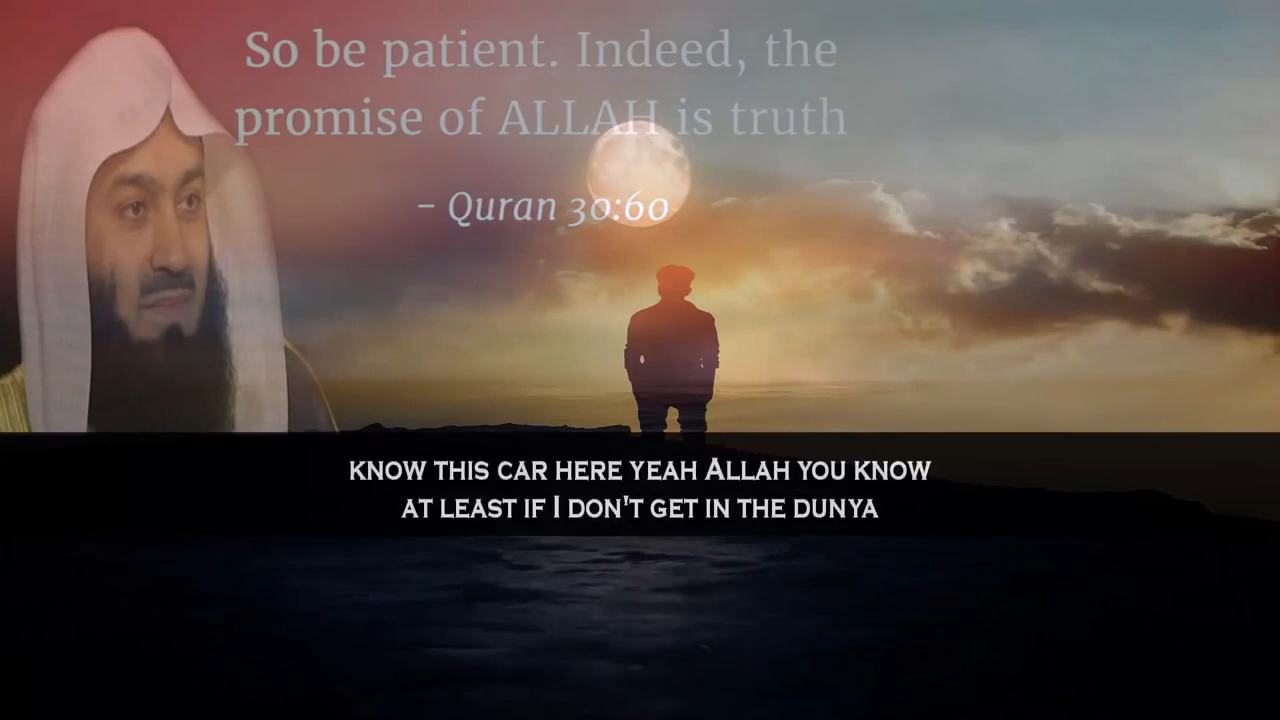 So be patient. Indeed, the
promise of ALLAH is truth
- Quran 30:60
KNOW THIS CAR HERE YEAH ALLAH YOU KNOW
AT LEAST IF I DON'T GET IN THE DUNYA